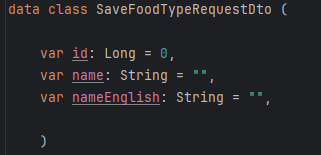 data class SaveFoodTypeRequestDto (
var id: Long = 0,
var name: String = "",
var nameEnglish: String = "",
)